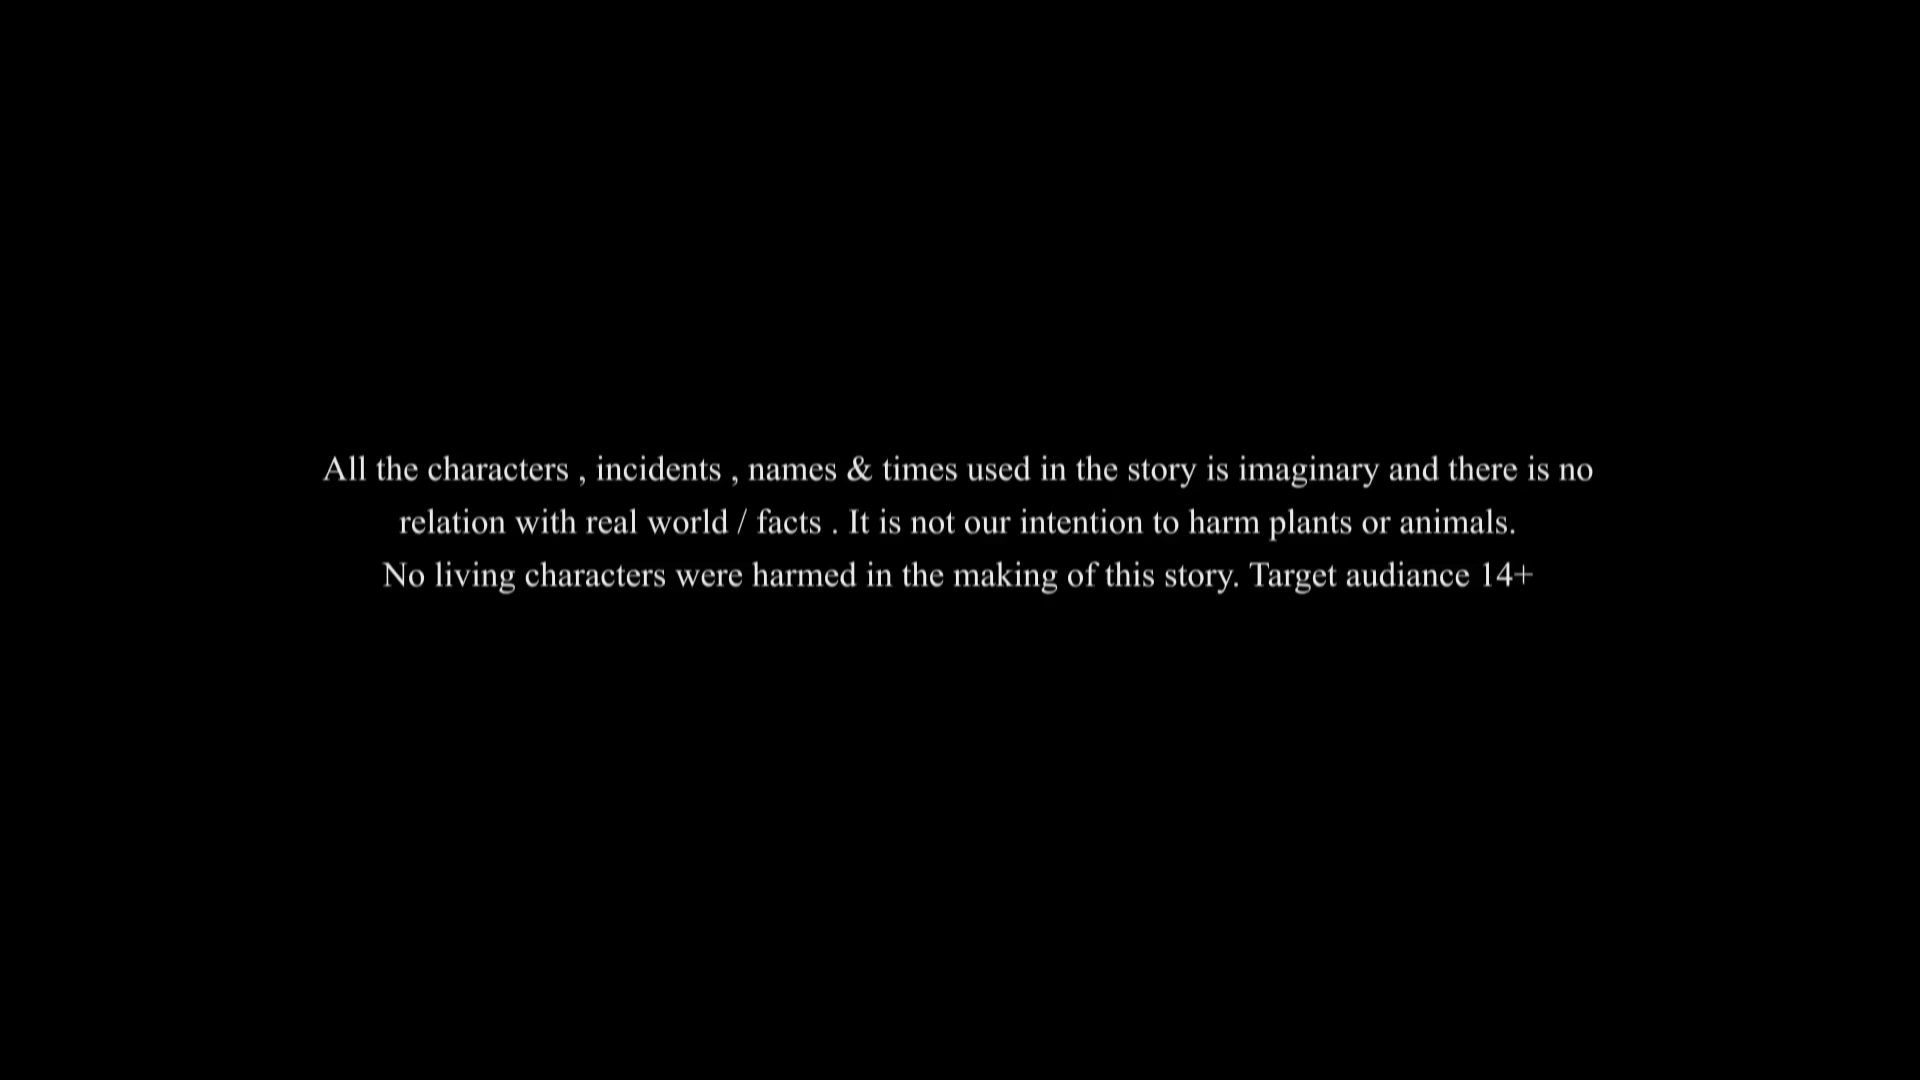 All the characters , incidents , names & times used in the story is imaginary and there is no
relation with real world / facts . It is not our intention to harm plants or animals.
No living characters were harmed in the making of this story. Target audiance 14+